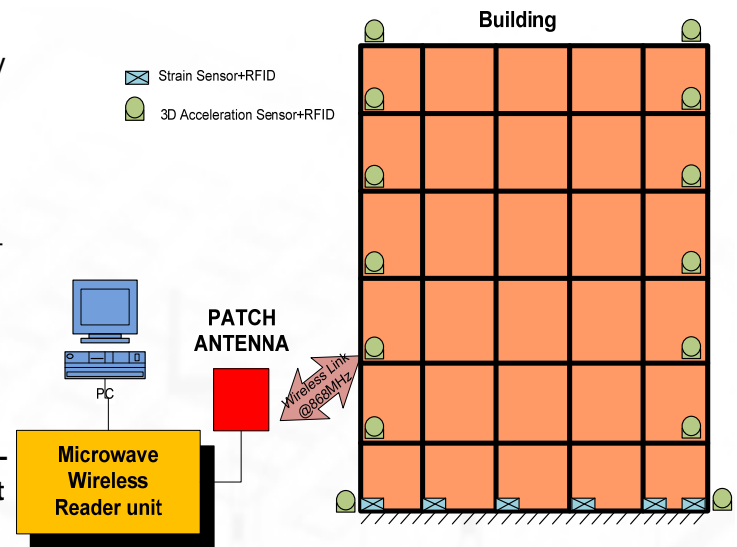 Building
Strain Sensor+RFID
3D Acceleration Sensor+RFID
PATCH
ANTENNA
Wireless Link
@868MHz
PC
Microwave
Wireless
Reader unit